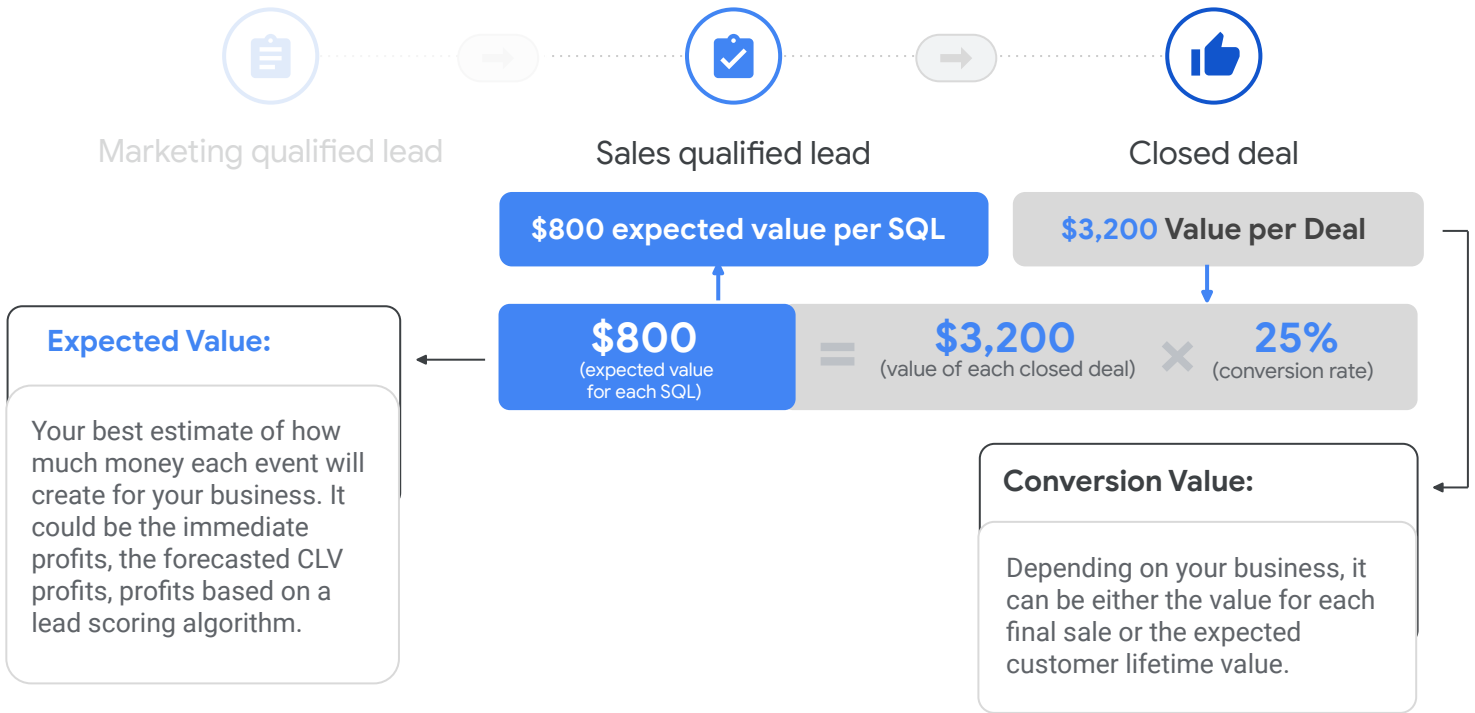 Marketing qualified lead
Sales qualified lead
Closed deal
$800 expected value per SQL
$3,200 Value per Deal
$800
(expected value
for each SQL)
=
$3,200
(value of each closed deal)
×
25%
(conversion rate)
Expected Value:
Your best estimate of how
much money each event will
create for your business. It
could be the immediate
profits, the forecasted CLV
profits, profits based on a
lead scoring algorithm.
Conversion Value:
Depending on your business, it
can be either the value for each
final sale or the expected
customer lifetime value.